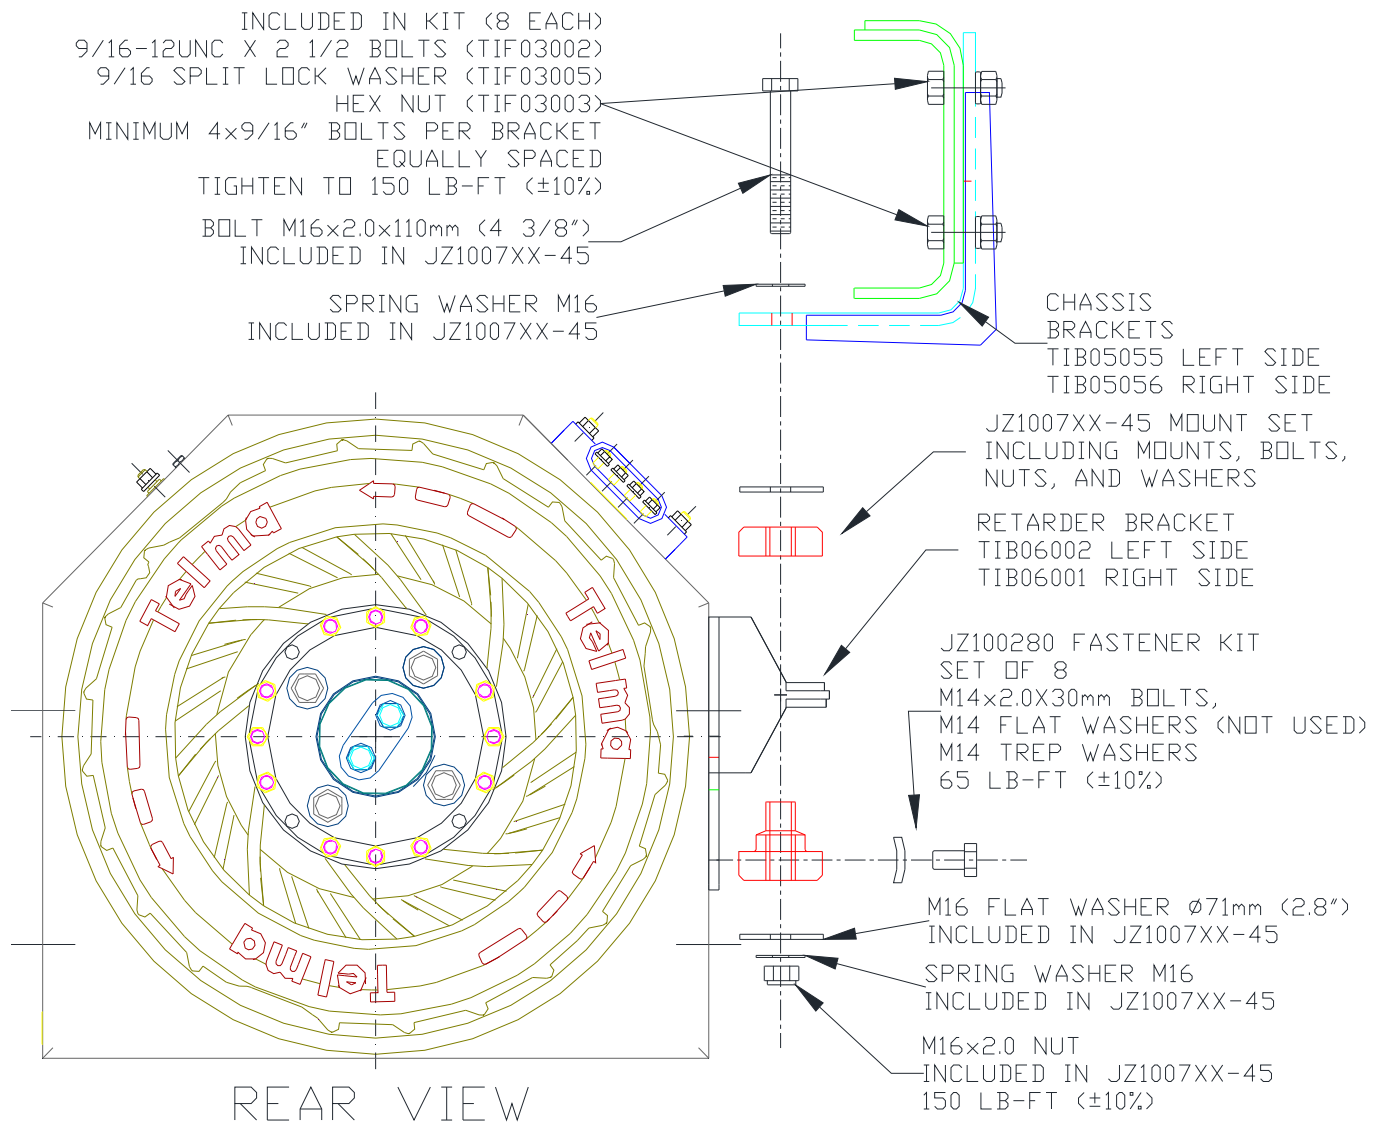 INCLUDED IN KIT (8 EACH)
9/16-12UNC X 2 1/2 BOLTS (TIF03002)
9/16 SPLIT LOCK WASHER (TIF03005)
HEX NUT (TIF03003)
MINIMUM 4x9/16" BOLTS PER BRACKET
EQUALLY SPACED
TIGHTEN TO 150 LB-FT (±10%)
BOLT M16x2.0x110mm (4 3/8")
INCLUDED IN JZ1007XX-45
SPRING WASHER M16
INCLUDED IN JZ1007XX-45
CHASSIS
BRACKETS
TIB05055 LEFT SIDE
TIB05056 RIGHT SIDE
JZ1007XX-45 MOUNT SET
INCLUDING MOUNTS, BOLTS,
NUTS, AND WASHERS
RETARDER BRACKET
TIB06002 LEFT SIDE
TIB06001 RIGHT SIDE
JZ100280 FASTENER KIT
SET OF 8
M14x2.0X30mm BOLTS,
M14 FLAT WASHERS (NOT USED)
M14 TREP WASHERS
65 LB-FT (±10%)
M16 FLAT WASHER Ø71mm (2.8")
INCLUDED IN JZ1007XX-45
SPRING WASHER M16
INCLUDED IN JZ1007XX-45
M16x2.0 NUT
INCLUDED IN JZ1007XX-45
150 LB-FT (±10%)
Telma
Telma
Telma
REAR VIEW